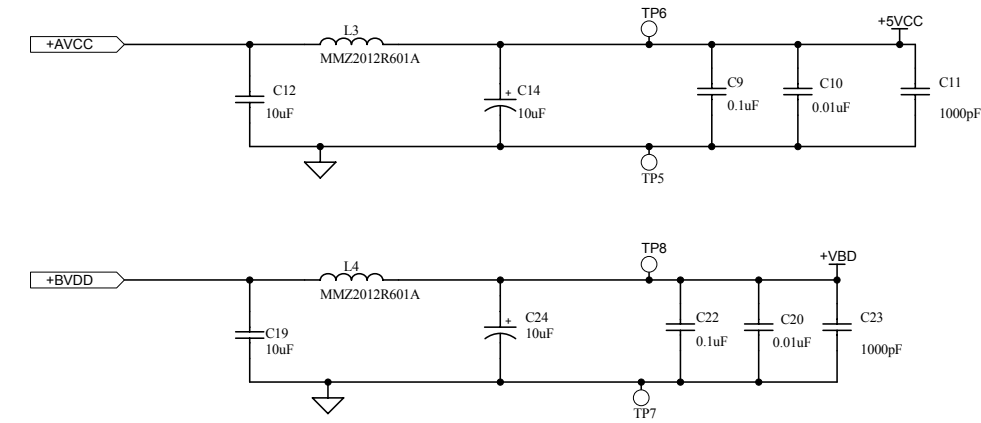 TP6
+5VCC
+AVCC
L3
MMZ2012R601A
C12
10uF
+
C14
10uF
C9
0.1uF
C10
0.01uF
C11
1000pF
TP5
TP8
+VBD
+BVDD
L4
MMZ2012R601A
C19
10uF
+
C24
10uF
C22
0.1uF
C20
0.01uF
C23
1000pF
TP7